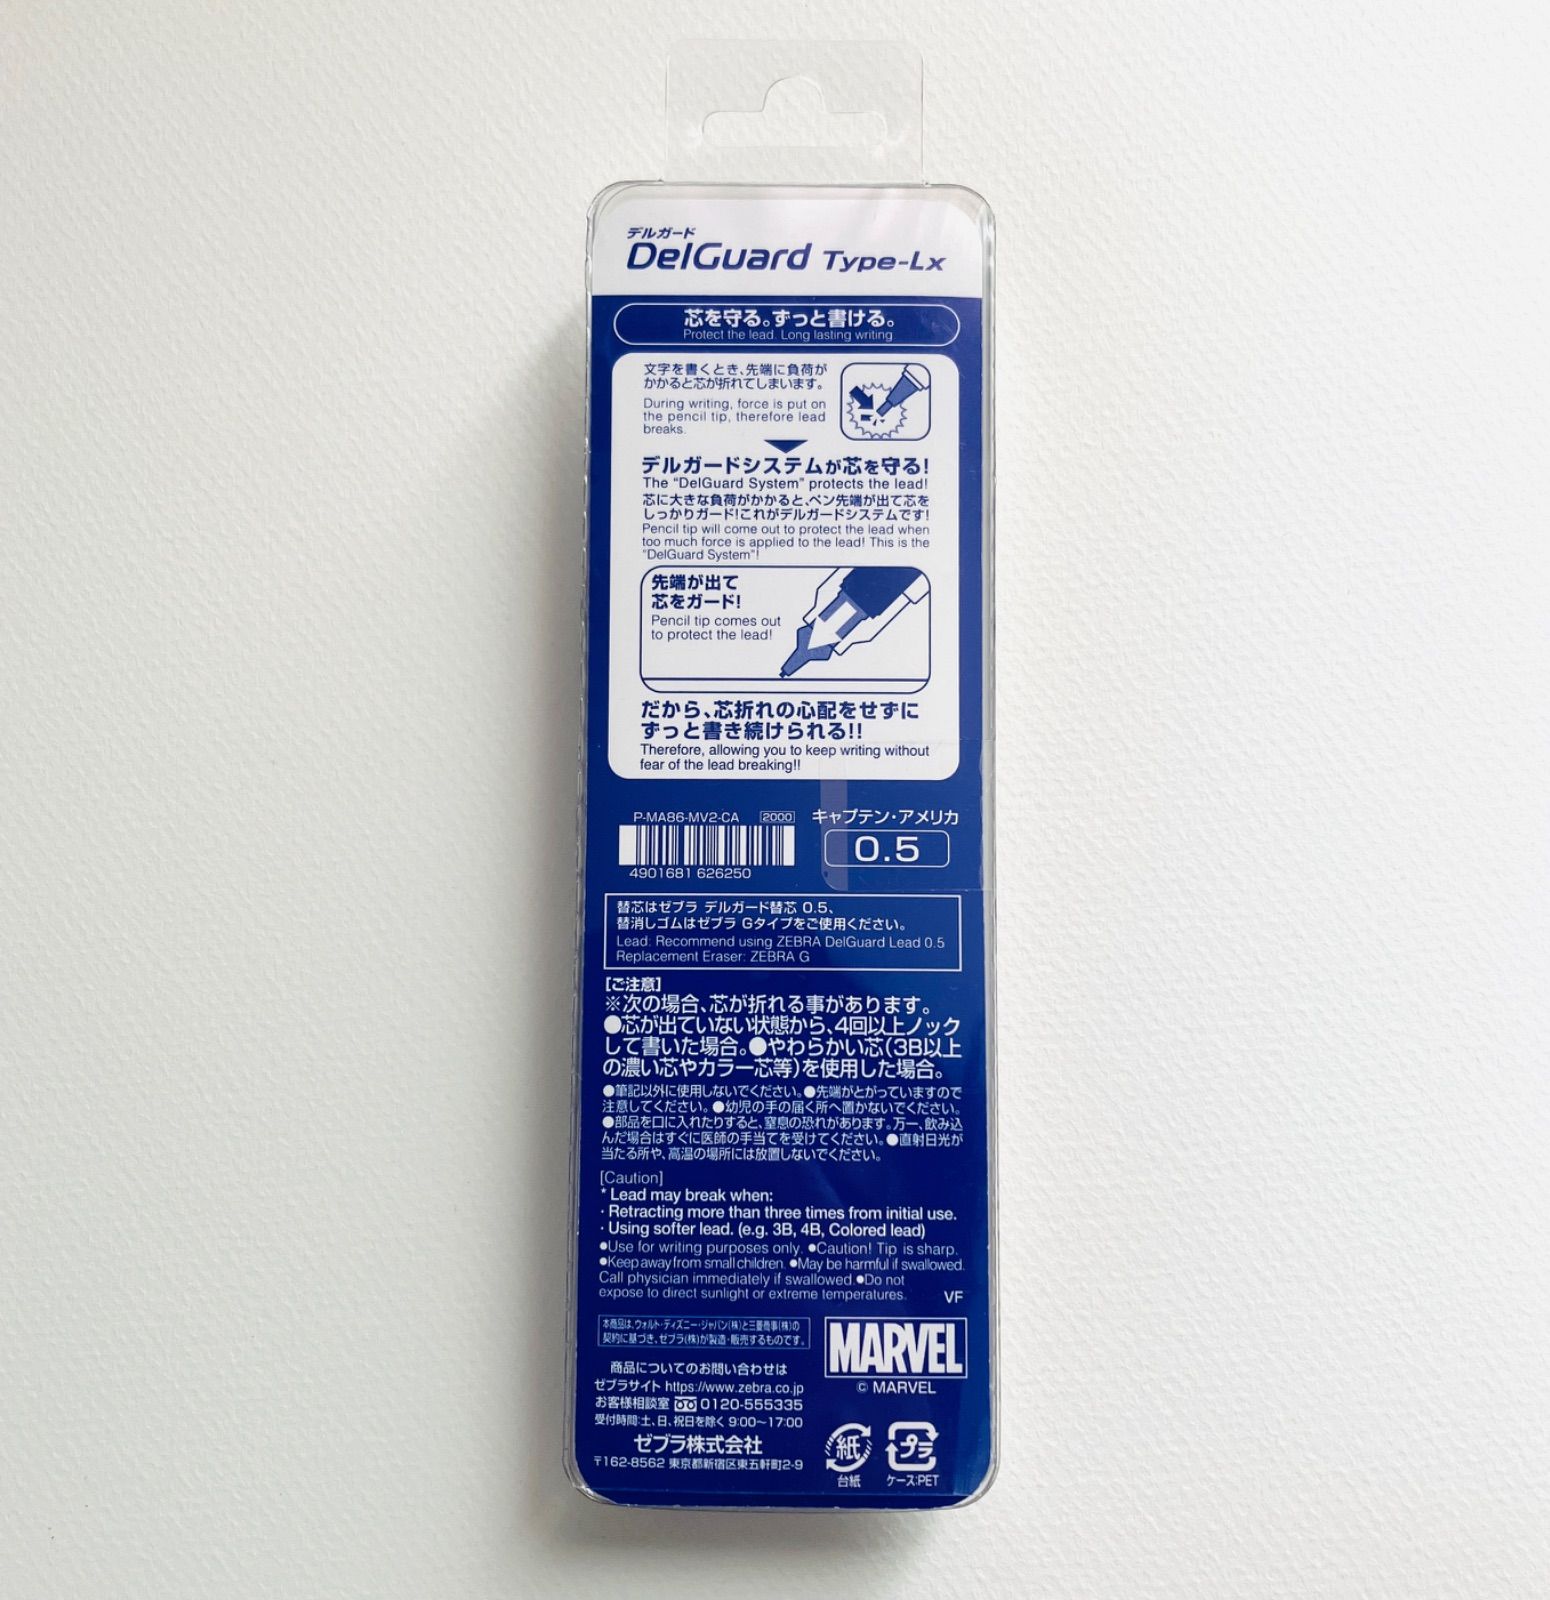 デルガード
DelGuard Type-Lx
芯を守る。ずっと書ける。
Protect the lead. Long lasting writing
文字を書くとき、先端に負荷が
かかると芯が折れてしまいます。
During writing, force is put on
the pencil tip, therefore lead
breaks.
デルガードシステムが芯を守る!
The "DelGuard System" protects the lead!
芯に大きな負荷がかかると、ペン先端が出て芯を
しっかりガード!これがデルガードシステムです!
Pencil tip will come out to protect the lead when
too much force is applied to the lead! This is the
"DelGuard System"!
先端が出て
芯をガード!
Pencil tip comes out
to protect the lead!
だから、芯折れの心配をせずに
ずっと書き続けられる!!
Therefore, allowing you to keep writing without
fear of the lead breaking!!
P-MA86-MV2-CA 2000
4901681 626250
キャプテン・アメリカ
0.5
替芯はゼブラ デルガード替芯 0.5、
替消しゴムはゼブラ Gタイプをご使用ください。
Lead: Recommend using ZEBRA DelGuard Lead 0.5
Replacement Eraser: ZEBRA G
[ご注意]
※次の場合、芯が折れる事があります。
●芯が出ていない状態から、4回以上ノック
して書いた場合。●やわらかい芯(3B以上
の濃い芯やカラー芯等)を使用した場合。
●筆記以外に使用しないでください。●先端がとがっていますので
注意してください。●幼児の手の届く所へ置かないでください。
●部品を口に入れたりすると、窒息の恐れがあります。万一、飲み込
んだ場合はすぐに医師の手当てを受けてください。●直射日光が
当たる所や、高温の場所には放置しないでください。
[Caution]
* Lead may break when:
· Retracting more than three times from initial use.
· Using softer lead. (e.g. 3B, 4B, Colored lead)
●Use for writing purposes only. ●Caution! Tip is sharp.
●Keep away from small children. ●May be harmful if swallowed.
Call physician immediately if swallowed. ●Do not
expose to direct sunlight or extreme temperatures.
VF
本商品は、ウォルト・ディズニー・ジャパン(株)と三菱商事(株)の
契約に基づき、ゼブラ(株)が製造・販売するものです。
MARVEL
© MARVEL
商品についてのお問い合わせは
ゼブラサイト https://www.zebra.co.jp
お客様相談室 0120-555335
受付時間:土、日、祝日を除く 9:00〜17:00
ゼブラ株式会社
〒162-8562 東京都新宿区東五軒町2-9
紙
台紙
プラ
ケース:PET